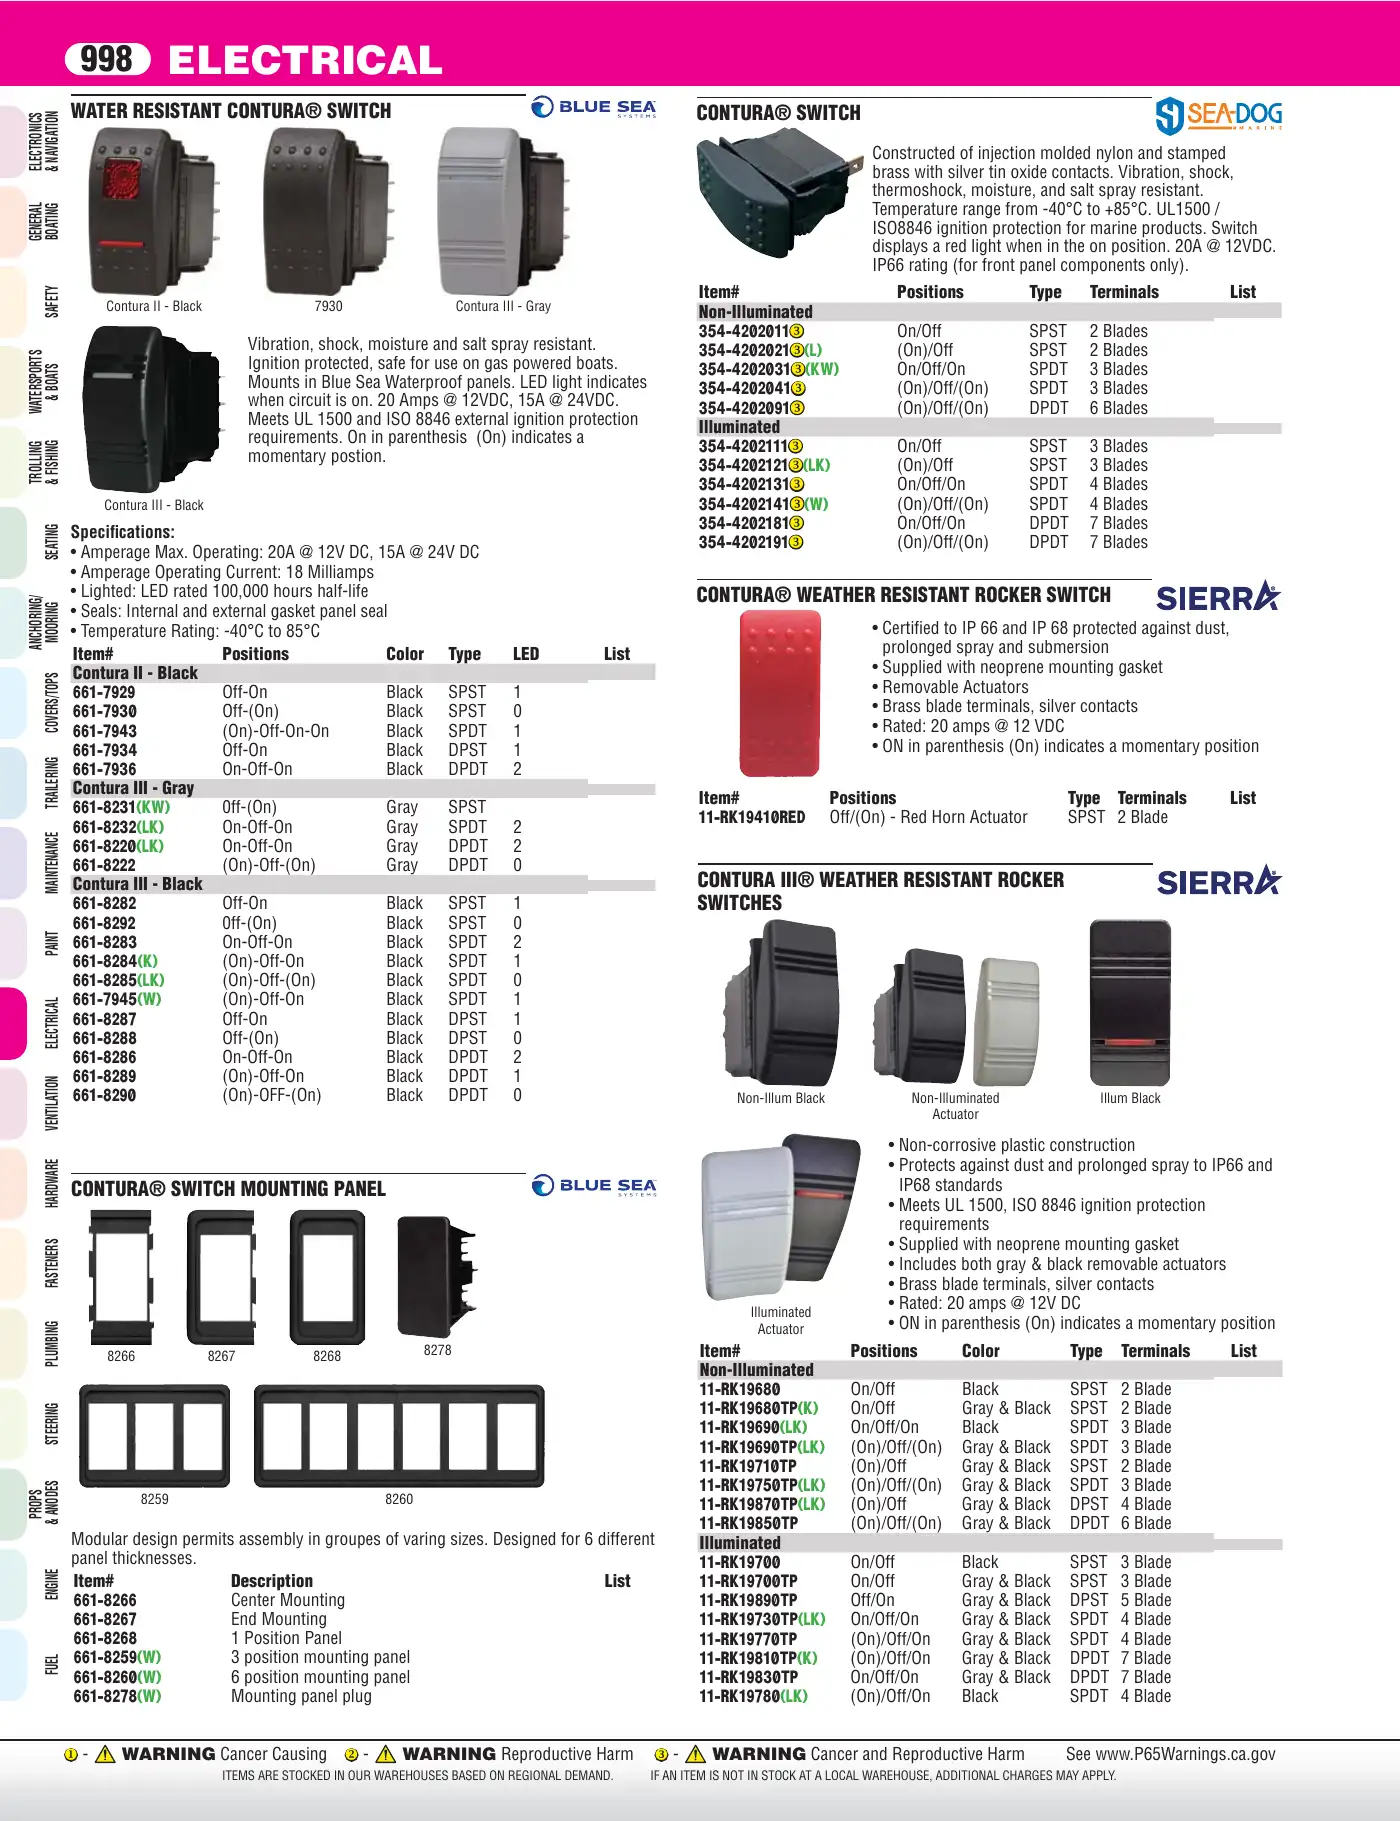 998 ELECTRICAL
ELECTRONICS
& NAVIGATION
GENERAL
BOATING
SAFETY
WATERSPORTS
& BOATS
TROLLING
& FISHING
SEATING
ANCHORING/
MOORING
COVERS/TOPS
TRAILERING
MAINTENANCE
PAINT
ELECTRICAL
VENTILATION
HARDWARE
FASTENERS
PLUMBING
STEERING
PROPS
& ANODES
ENGINE
FUEL
WATER RESISTANT CONTURA® SWITCH
BLUE SEA
SYSTEMS
Contura II - Black
7930
Contura III - Gray
Vibration, shock, moisture and salt spray resistant.
Ignition protected, safe for use on gas powered boats.
Mounts in Blue Sea Waterproof panels. LED light indicates
when circuit is on. 20 Amps @ 12VDC, 15A @ 24VDC.
Meets UL 1500 and ISO 8846 external ignition protection
requirements. On in parenthesis (On) indicates a
momentary postion.
Contura III - Black
Specifications:
• Amperage Max. Operating: 20A @ 12V DC, 15A @ 24V DC
• Amperage Operating Current: 18 Milliamps
• Lighted: LED rated 100,000 hours half-life
• Seals: Internal and external gasket panel seal
• Temperature Rating: -40°C to 85°C
Item# Positions Color Type LED List
Contura II - Black
661-7929 Off-On Black SPST 1
661-7930 Off-(On) Black SPST 0
661-7943 (On)-Off-On-On Black SPDT 1
661-7934 Off-On Black DPST 1
661-7936 On-Off-On Black DPDT 2
Contura III - Gray
661-8231(KW) 0ff-(On) Gray SPST
661-8232(LK) On-Off-On Gray SPDT 2
661-8220(LK) On-Off-On Gray DPDT 2
661-8222 (On)-Off-(On) Gray DPDT 0
Contura III - Black
661-8282 Off-On Black SPST 1
661-8292 0ff-(On) Black SPST 0
661-8283 On-Off-On Black SPDT 2
661-8284(K) (On)-Off-On Black SPDT 1
661-8285(LK) (On)-Off-(On) Black SPDT 0
661-7945(W) (On)-Off-On Black SPDT 1
661-8287 Off-On Black DPST 1
661-8288 Off-(On) Black DPST 0
661-8286 On-Off-On Black DPDT 2
661-8289 (On)-Off-On Black DPDT 1
661-8290 (On)-OFF-(On) Black DPDT 0
CONTURA® SWITCH MOUNTING PANEL
BLUE SEA
SYSTEMS
8266
8267
8268
8278
8259
8260
Modular design permits assembly in groupes of varing sizes. Designed for 6 different
panel thicknesses.
Item# Description List
661-8266 Center Mounting
661-8267 End Mounting
661-8268 1 Position Panel
661-8259(W) 3 position mounting panel
661-8260(W) 6 position mounting panel
661-8278(W) Mounting panel plug
CONTURA® SWITCH
SEA-DOG
MARINE
Constructed of injection molded nylon and stamped
brass with silver tin oxide contacts. Vibration, shock,
thermoshock, moisture, and salt spray resistant.
Temperature range from -40°C to +85°C. UL1500 /
ISO8846 ignition protection for marine products. Switch
displays a red light when in the on position. 20A @ 12VDC.
IP66 rating (for front panel components only).
Item# Positions Type Terminals List
Non-Illuminated
354-4202011 3 On/Off SPST 2 Blades
354-4202021 3 (L) (On)/Off SPST 2 Blades
354-4202031 3 (KW) On/Off/On SPDT 3 Blades
354-4202041 3 (On)/Off/(On) SPDT 3 Blades
354-4202091 3 (On)/Off/(On) DPDT 6 Blades
Illuminated
354-4202111 3 On/Off SPST 3 Blades
354-4202121 3 (LK) (On)/Off SPST 3 Blades
354-4202131 3 On/Off/On SPDT 4 Blades
354-4202141 3 (W) (On)/Off/(On) SPDT 4 Blades
354-4202181 3 On/Off/On DPDT 7 Blades
354-4202191 3 (On)/Off/(On) DPDT 7 Blades
CONTURA® WEATHER RESISTANT ROCKER SWITCH
SIERRA
• Certified to IP 66 and IP 68 protected against dust,
prolonged spray and submersion
• Supplied with neoprene mounting gasket
• Removable Actuators
• Brass blade terminals, silver contacts
• Rated: 20 amps @ 12 VDC
• ON in parenthesis (On) indicates a momentary position
Item# Positions Type Terminals List
11-RK19410RED Off/(On) - Red Horn Actuator SPST 2 Blade
CONTURA III® WEATHER RESISTANT ROCKER
SWITCHES
SIERRA
Non-Illum Black
Non-Illuminated
Actuator
Illum Black
• Non-corrosive plastic construction
• Protects against dust and prolonged spray to IP66 and
IP68 standards
• Meets UL 1500, ISO 8846 ignition protection
requirements
• Supplied with neoprene mounting gasket
• Includes both gray & black removable actuators
• Brass blade terminals, silver contacts
• Rated: 20 amps @ 12V DC
• ON in parenthesis (On) indicates a momentary position
Illuminated
Actuator
Item# Positions Color Type Terminals List
Non-Illuminated
11-RK19680 On/Off Black SPST 2 Blade
11-RK19680TP(K) On/Off Gray & Black SPST 2 Blade
11-RK19690(LK) On/Off/On Black SPDT 3 Blade
11-RK19690TP(LK) (On)/Off/(On) Gray & Black SPDT 3 Blade
11-RK19710TP (On)/Off Gray & Black SPST 2 Blade
11-RK19750TP(LK) (On)/Off/(On) Gray & Black SPDT 3 Blade
11-RK19870TP(LK) (On)/Off Gray & Black DPST 4 Blade
11-RK19850TP (On)/Off/(On) Gray & Black DPDT 6 Blade
Illuminated
11-RK19700 On/Off Black SPST 3 Blade
11-RK19700TP On/Off Gray & Black SPST 3 Blade
11-RK19890TP Off/On Gray & Black DPST 5 Blade
11-RK19730TP(LK) On/Off/On Gray & Black SPDT 4 Blade
11-RK19770TP (On)/Off/On Gray & Black SPDT 4 Blade
11-RK19810TP(K) (On)/Off/On Gray & Black DPDT 7 Blade
11-RK19830TP On/Off/On Gray & Black DPDT 7 Blade
11-RK19780(LK) (On)/Off/On Black SPDT 4 Blade
1 - WARNING Cancer Causing 2 - WARNING Reproductive Harm 3 - WARNING Cancer and Reproductive Harm See www.P65Warnings.ca.gov
ITEMS ARE STOCKED IN OUR WAREHOUSES BASED ON REGIONAL DEMAND. IF AN ITEM IS NOT IN STOCK AT A LOCAL WAREHOUSE, ADDITIONAL CHARGES MAY APPLY.